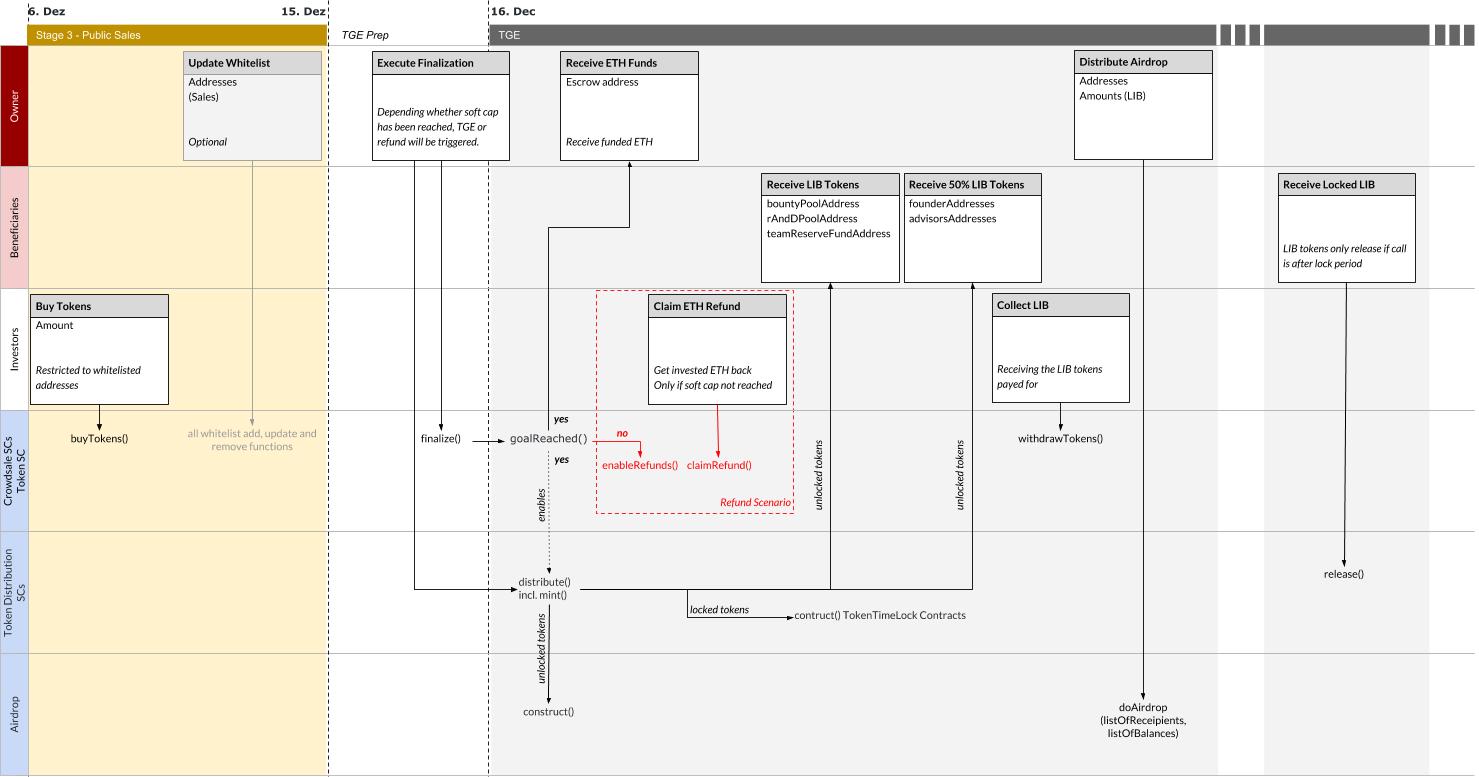 6. Dez
15. Dez
16. Dec
Stage 3 - Public Sales
TGE Prep
TGE
Owner
Update Whitelist
Addresses
(Sales)
Optional
Execute Finalization
Depending whether soft cap
has been reached, TGE or
refund will be triggered.
Receive ETH Funds
Escrow address
Receive funded ETH
Distribute Airdrop
Addresses
Amounts (LIB)
Beneficiaries
Receive LIB Tokens
bountyPoolAddress
rAndDPoolAddress
teamReserveFundAddress
Receive 50% LIB Tokens
founderAddresses
advisorsAddresses
Receive Locked LIB
LIB tokens only release if call
is after lock period
Investors
Buy Tokens
Amount
Restricted to whitelisted
addresses
Claim ETH Refund
Get invested ETH back
Only if soft cap not reached
Collect LIB
Receiving the LIB tokens
payed for
Crowdsale SCs
Token SC
buyTokens()
all whitelist add, update and
remove functions
finalize()
yes
goalReached()
yes
no
enableRefunds()
claimRefund()
Refund Scenario
enables
unlocked tokens
unlocked tokens
withdrawTokens()
Token Distribution
SCs
distribute()
incl. mint()
locked tokens
contruct() TokenTimeLock Contracts
release()
unlocked tokens
Airdrop
construct()
doAirdrop
(listOfReceipients,
listOfBalances)